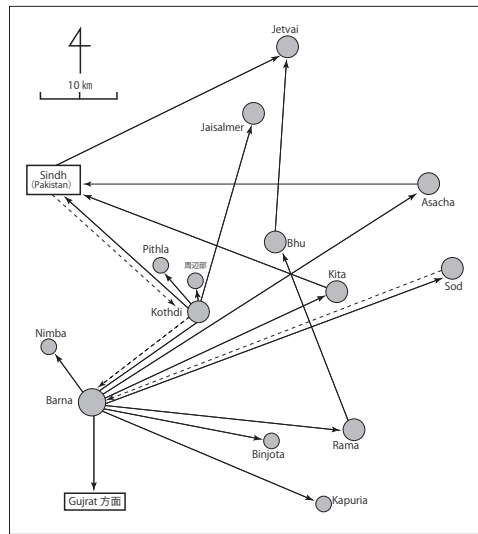 Jetvai
10 km
Jaisalmer
Sindh
(Pakistan)
Asacha
Pithla
Bhu
周辺部
Kita
Sod
Kothdi
Nimba
Barna
Rama
Binjota
Kapuria
Gujrat 方面